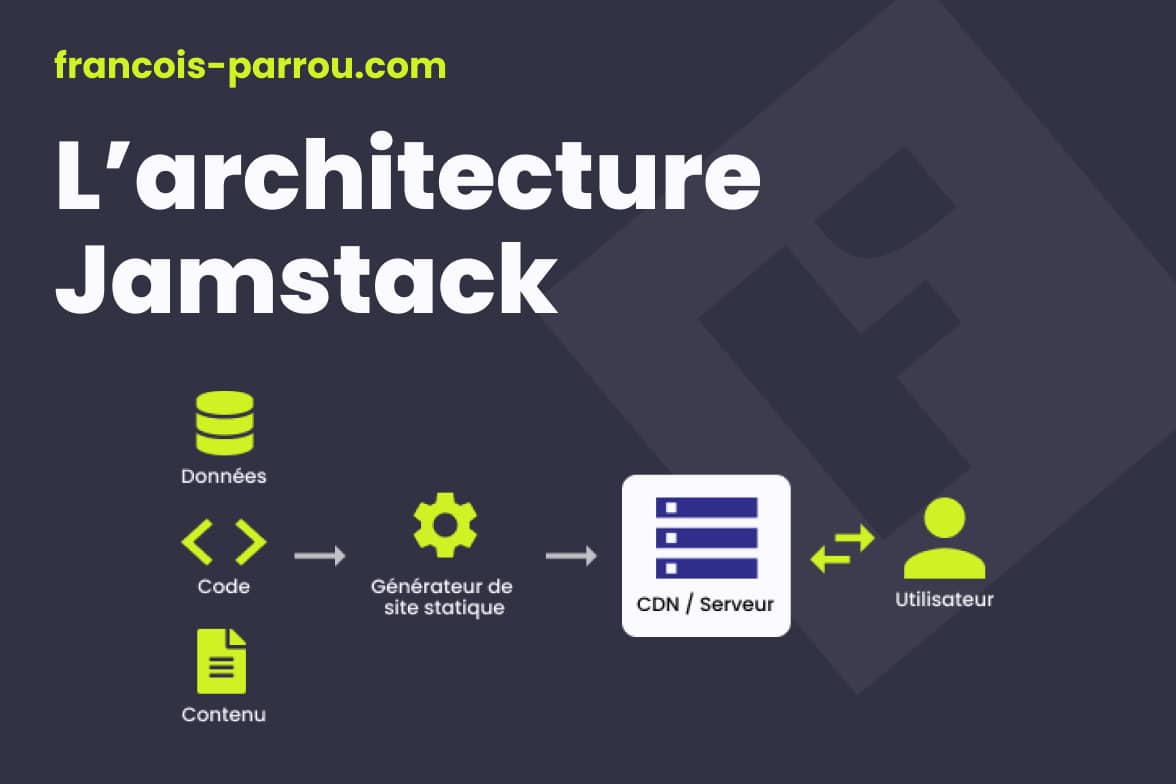 francois-parrou.com
L’architecture
Jamstack
Données
Code
Contenu
Générateur de
site statique
CDN / Serveur
Utilisateur